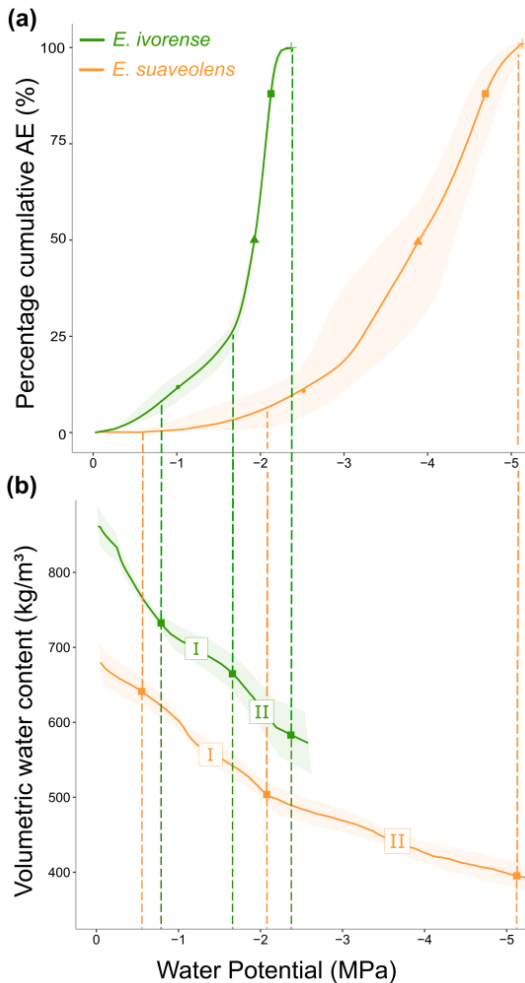 (a)
E. ivorense
E. suaveolens
Percentage cumulative AE (%)
100
75
50
25
0
0 −1 −2 −3 −4 −5
(b)
Volumetric water content (kg/m³)
800
700
600
500
400
I
II
I
II
0 −1 −2 −3 −4 −5
Water Potential (MPa)